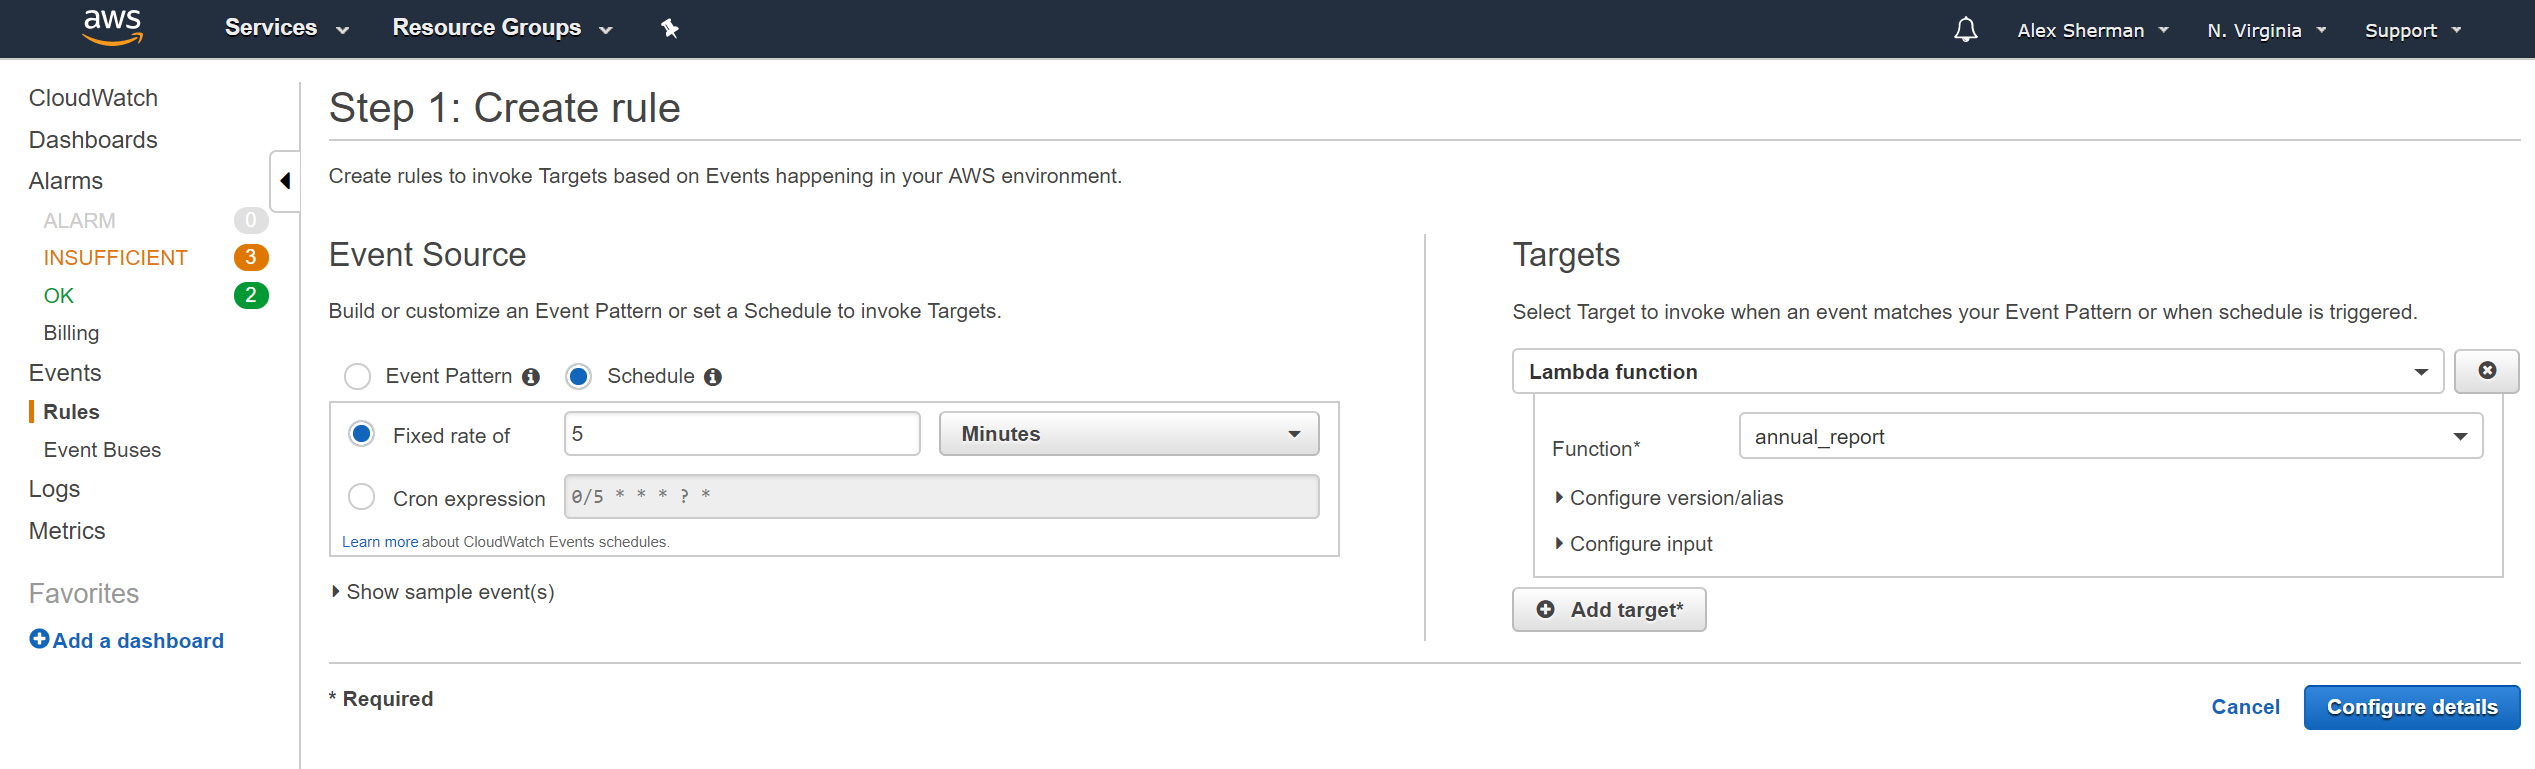 aws
Services
Resource Groups
Alex Sherman
N. Virginia
Support
CloudWatch
Dashboards
Alarms
ALARM 0
INSUFFICIENT 3
OK 2
Billing
Events
Rules
Event Buses
Logs
Metrics
Favorites
Add a dashboard
Step 1: Create rule
Create rules to invoke Targets based on Events happening in your AWS environment.
Event Source
Build or customize an Event Pattern or set a Schedule to invoke Targets.
Event Pattern
Schedule
Fixed rate of 5 Minutes
Cron expression 0/5 * * * ? *
Learn more about CloudWatch Events schedules.
Show sample event(s)
Targets
Select Target to invoke when an event matches your Event Pattern or when schedule is triggered.
Lambda function
Function* annual_report
Configure version/alias
Configure input
Add target*
* Required
Cancel
Configure details